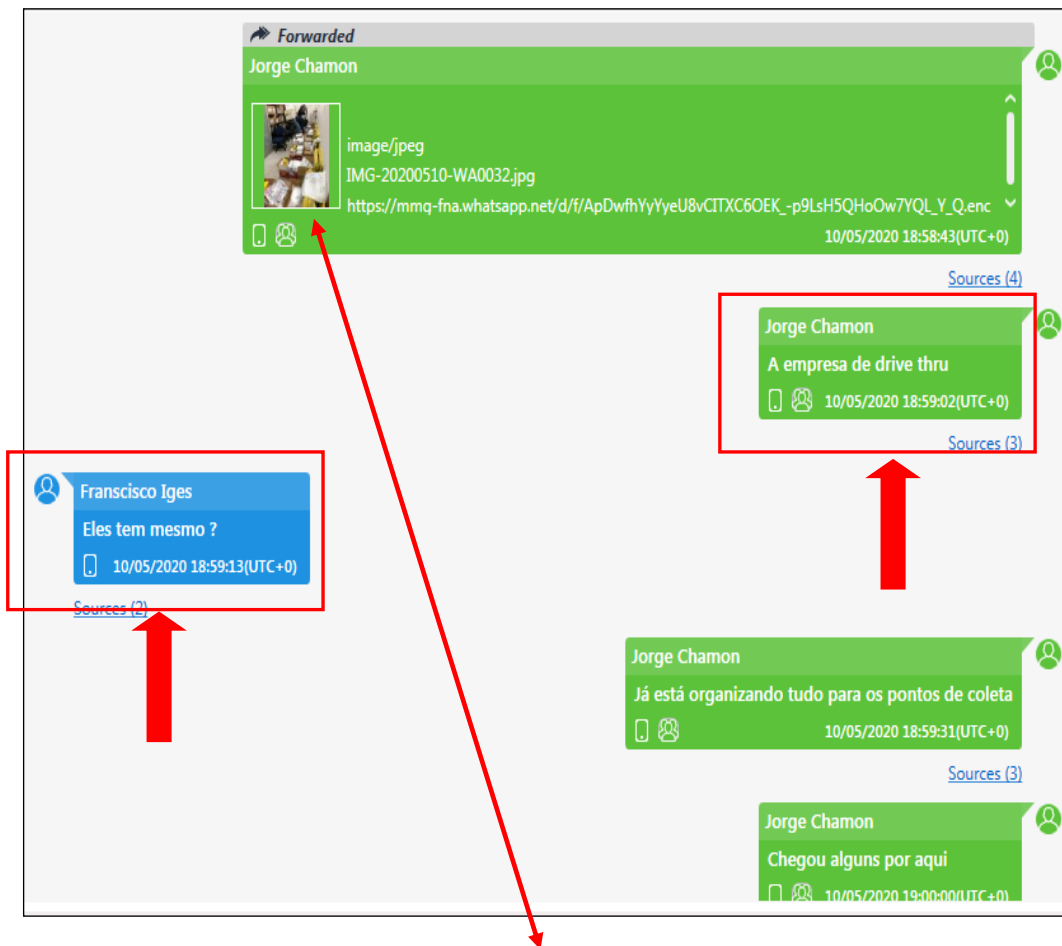 Forwarded
Jorge Chamon
image/jpeg
IMG-20200510-WA0032.jpg
https://mmg-fna.whatsapp.net/d/f/ApDwfhYyYyeU8vCITXC6OEK_-p9LsH5QHoOw7YQL_Y_Q.enc
10/05/2020 18:58:43(UTC+0)
Sources (4)
Jorge Chamon
A empresa de drive thru
10/05/2020 18:59:02(UTC+0)
Sources (3)
Franscisco Iges
Eles tem mesmo ?
10/05/2020 18:59:13(UTC+0)
Sources (2)
Jorge Chamon
Já está organizando tudo para os pontos de coleta
10/05/2020 18:59:31(UTC+0)
Sources (3)
Jorge Chamon
Chegou alguns por aqui
10/05/2020 19:00:00(UTC+0)